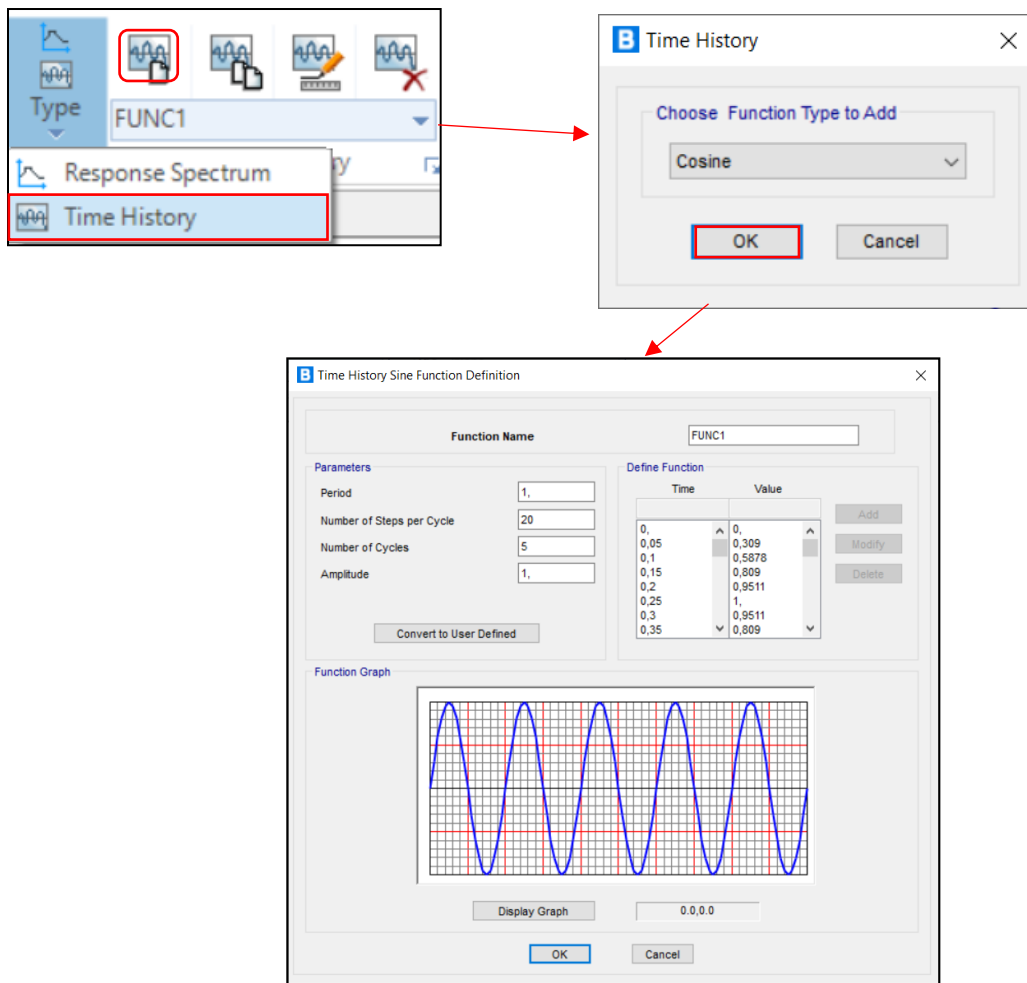 Type
FUNC1
Response Spectrum
Time History
B Time History
Choose Function Type to Add
Cosine
OK
Cancel
B Time History Sine Function Definition
Function Name
FUNC1
Parameters
Period
1,
Number of Steps per Cycle
20
Number of Cycles
5
Amplitude
1,
Convert to User Defined
Define Function
Time Value
0, 0,
0,05 0,309
0,1 0,5878
0,15 0,809
0,2 0,9511
0,25 1,
0,3 0,9511
0,35 0,809
Add
Modify
Delete
Function Graph
Display Graph
0.0,0.0
OK
Cancel